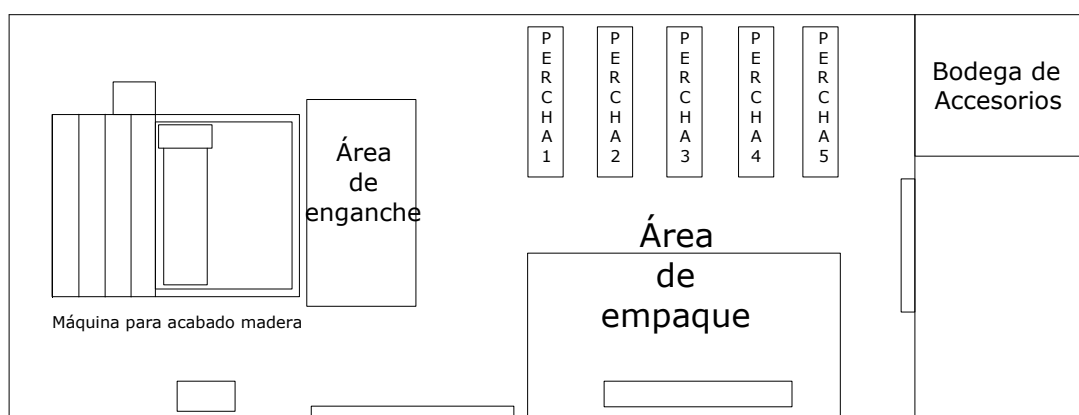 PERCHA1
PERCHA2
PERCHA3
PERCHA4
PERCHA5
Bodega de
Accesorios
Área
de
enganche
Área
de
empaque
Máquina para acabado madera